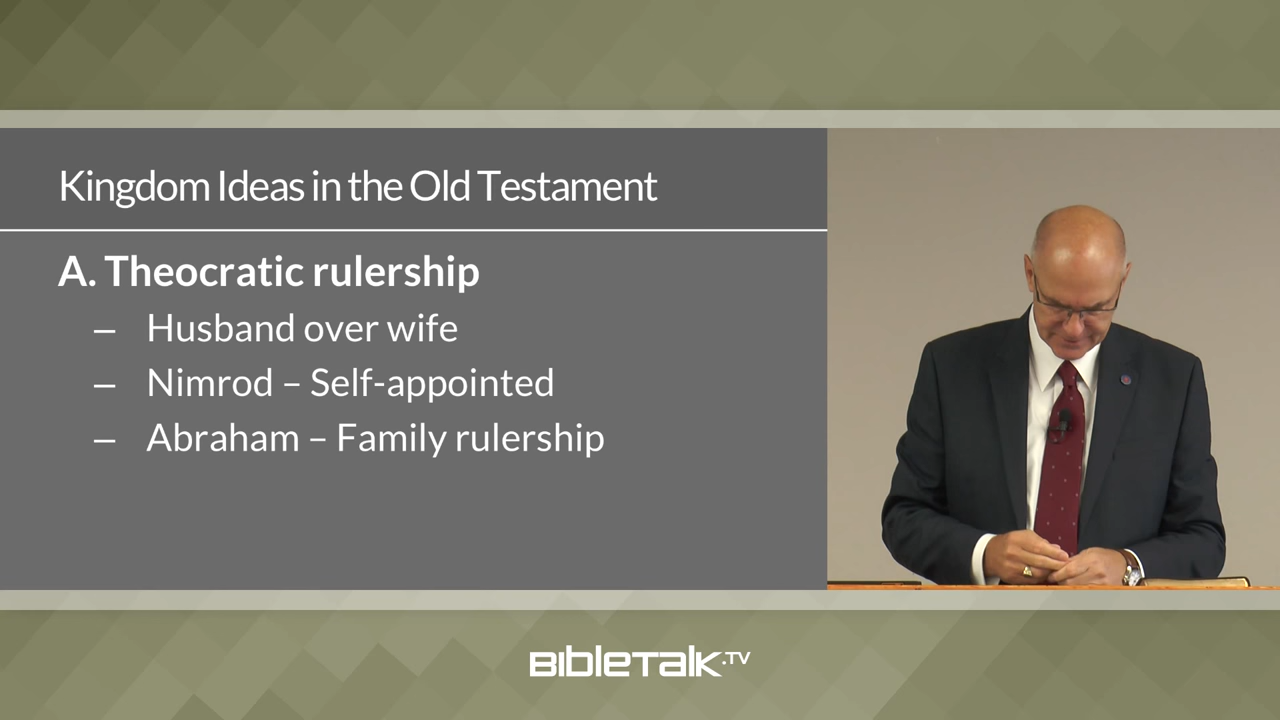 Kingdom Ideas in the Old Testament
A. Theocratic rulership
– Husband over wife
– Nimrod – Self-appointed
– Abraham – Family rulership
BibleTalk.TV